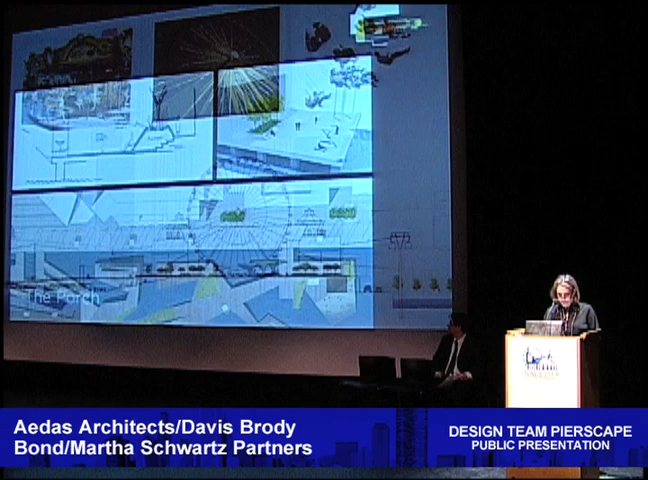 The Porch
Aedas Architects/Davis Brody
Bond/Martha Schwartz Partners
DESIGN TEAM PIERSCAPE
PUBLIC PRESENTATION